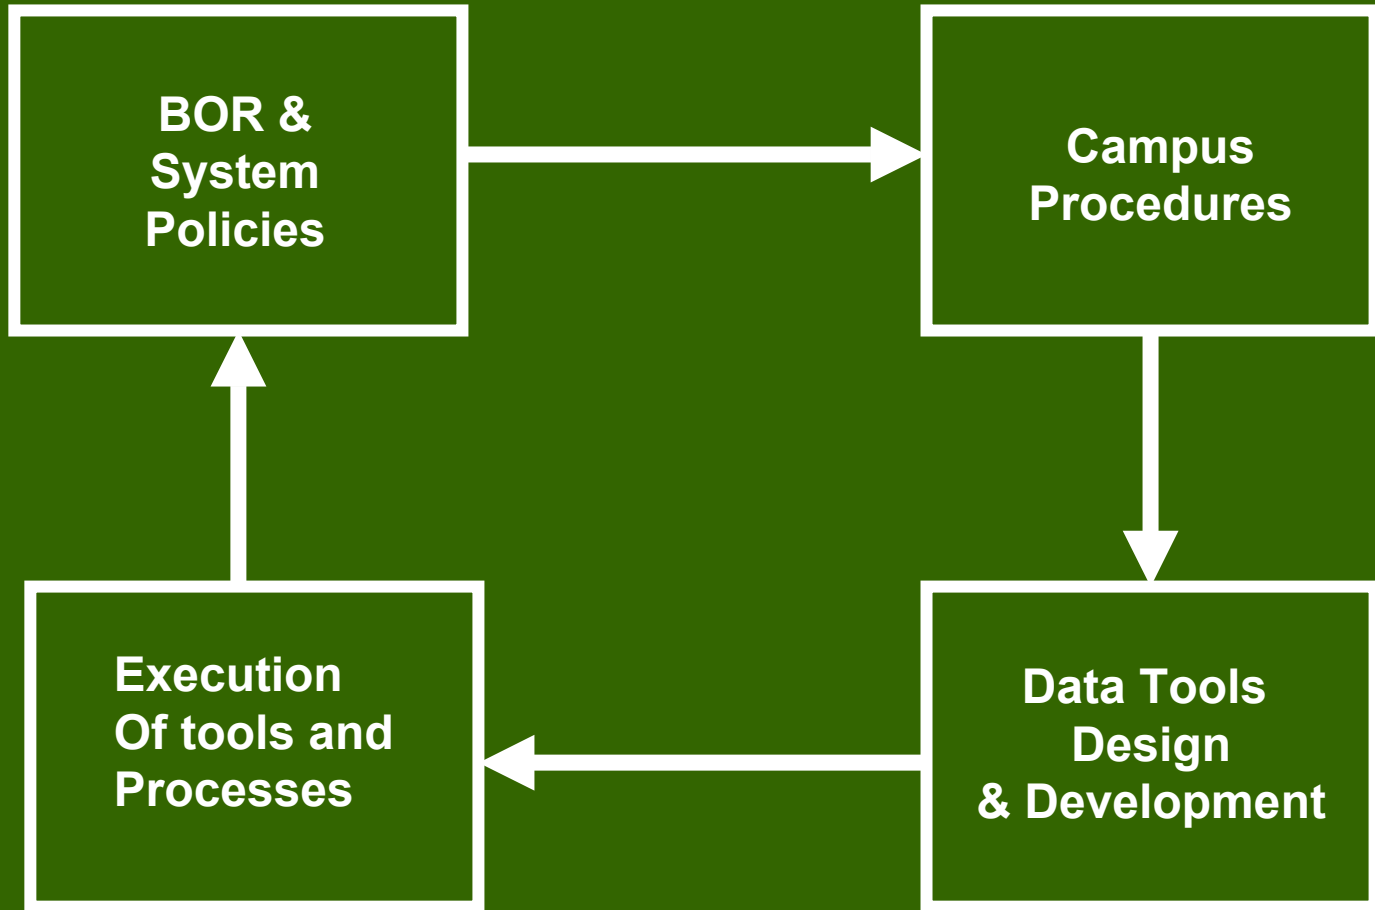 BOR &
System
Policies
Campus
Procedures
Execution
Of tools and
Processes
Data Tools
Design
& Development